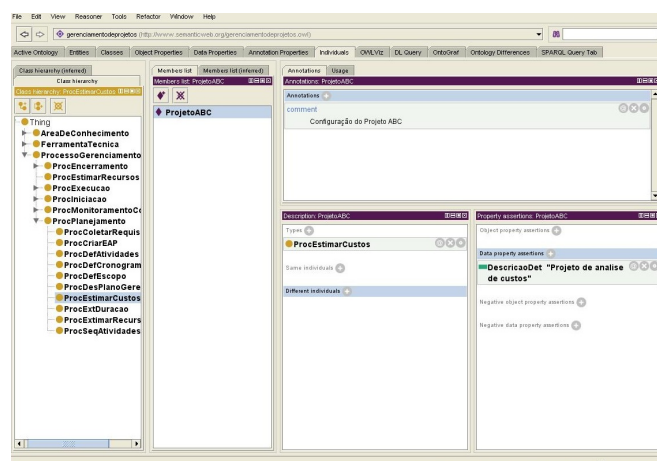 File Edit View Reasoner Tools Refactor Window Help
gerenciamentodeprojetos (http://www.semanticweb.org/gerenciamentodeprojetos.owl)
Active Ontology Entities Classes Object Properties Data Properties Annotation Properties Individuals OWLViz DL Query OntoGraf Ontology Differences SPARQL Query Tab
Class hierarchy (inferred)
Class hierarchy
Class hierarchy: ProcEstimarCustos
Thing
AreaDeConhecimento
FerramentaTecnica
ProcessoGerenciamento
ProcEncerramento
ProcEstimarRecursos
ProcExecucao
ProcIniciacao
ProcMonitoramentoCo
ProcPlanejamento
ProcColetarRequis
ProcCriarEAP
ProcDefAtividades
ProcDefCronogram
ProcDefEscopo
ProcDesPlanoGere
ProcEstimarCustos
ProcExtDuracao
ProcExtimarRecurs
ProcSeqAtividades
Members list Members list (inferred)
Members list: ProjetoABC
ProjetoABC
Annotations Usage
Annotations: ProjetoABC
Annotations
comment
Configuração do Projeto ABC
Description: ProjetoABC
Types
ProcEstimarCustos
Same individuals
Different individuals
Property assertions: ProjetoABC
Object property assertions
Data property assertions
DescricaoDet "Projeto de analise
de custos"
Negative object property assertions
Negative data property assertions